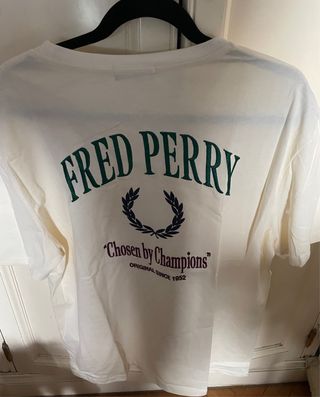 FRED PERRY
"Chosen by Champions"
ORIGINAL SINCE 1952